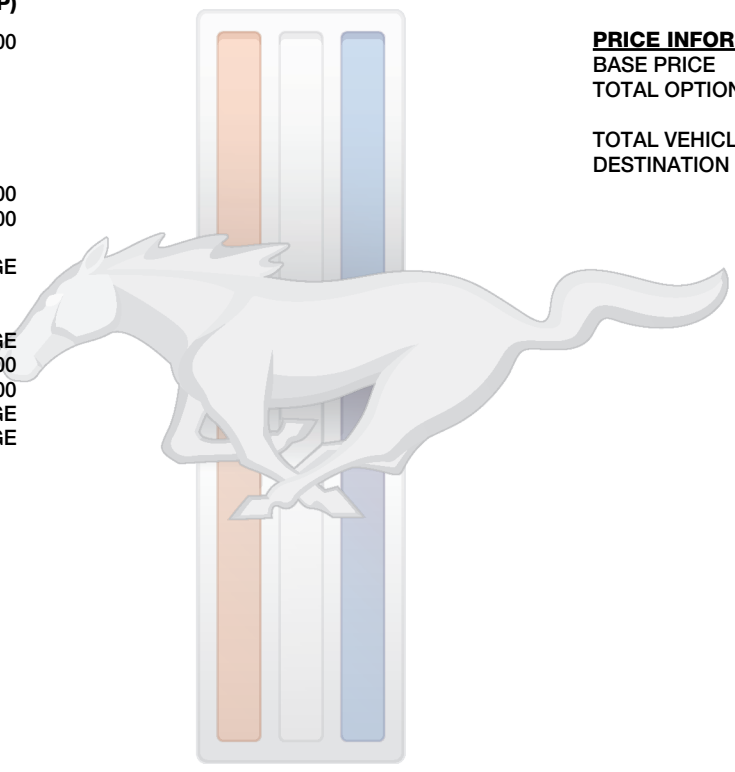 P)
00
00
00
GE
GE
00
00
GE
GE
PRICE INFOR
BASE PRICE
TOTAL OPTION
TOTAL VEHICL
DESTINATION